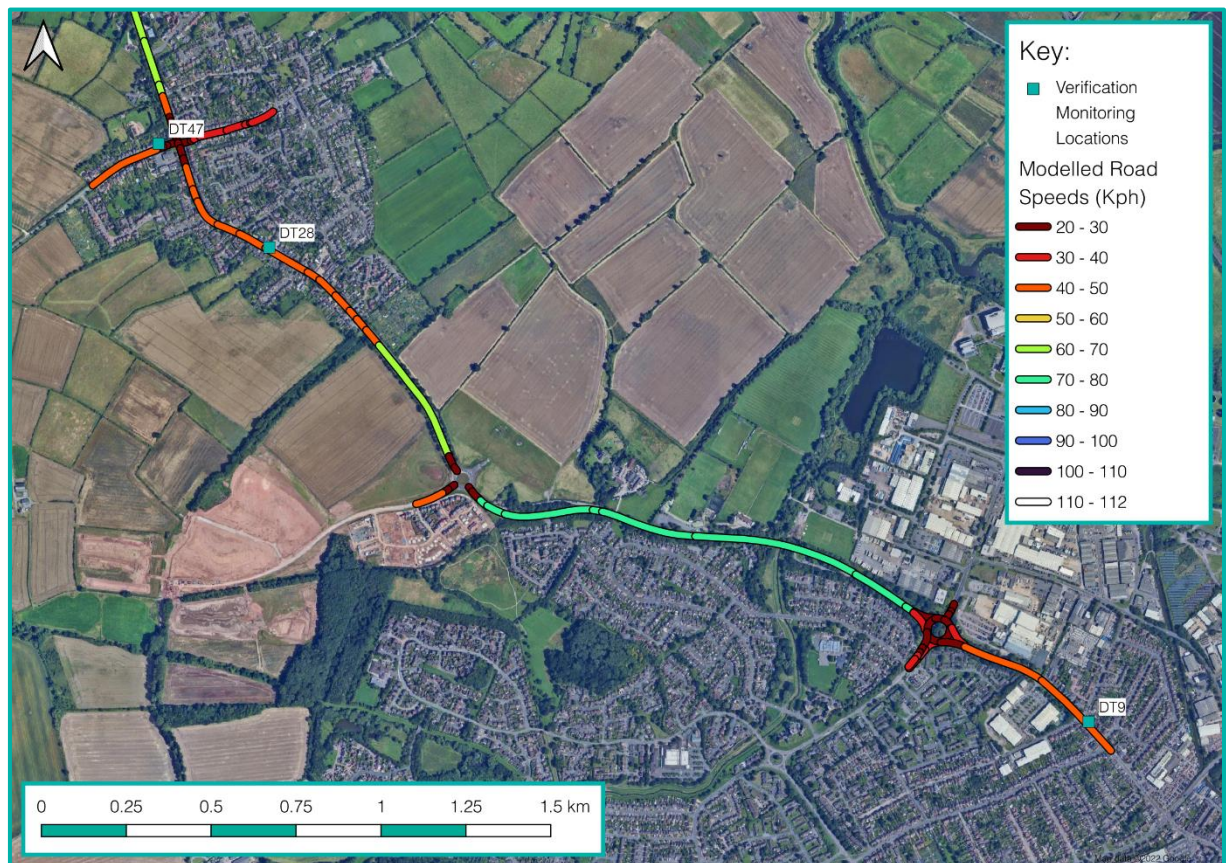 Key:
Verification
Monitoring
Locations
Modelled Road
Speeds (Kph)
20 - 30
30 - 40
40 - 50
50 - 60
60 - 70
70 - 80
80 - 90
90 - 100
100 - 110
110 - 112
DT47
DT28
DT9
0 0.25 0.5 0.75 1 1.25 1.5 km